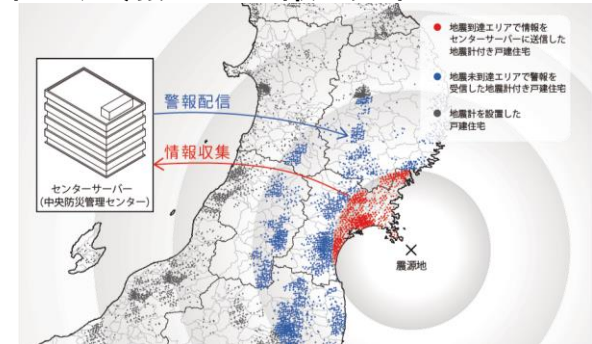 警報配信
情報収集
センターサーバー
(中央防災管理センター)
震源地
地震到達エリアで情報を
センターサーバーに送信した
地震計付き戸建住宅
地震未到達エリアで警報を
受信した地震計付き戸建住宅
地震計を設置した
戸建住宅